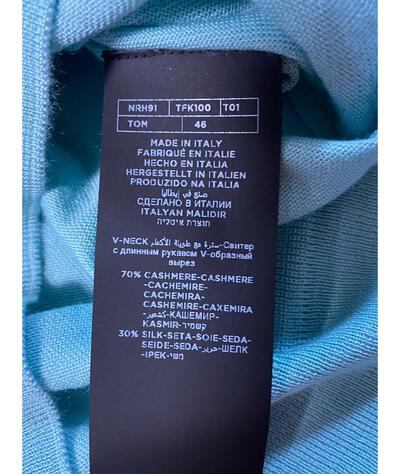 NRH91 TFK100 T01
TOM 46
MADE IN ITALY
FABRIQUÉ EN ITALIE
HECHO EN ITALIA
HERGESTELLT IN ITALIEN
PRODUZIDO NA ITALIA
صنع في إيطاليا
СДЕЛАНО В ИТАЛИИ
ITALYAN MALIDIR
תוצרת איטליה
V-NECK-سترة مع طويلة الأكمام-Свитер
с длинным рукавом V-образный
вырез
70% CASHMERE-CASHMERE
-CACHEMIRE-
CACHEMIRA-
CASHEMIRE-CAXEMIRA
-كشمير-КАШЕМИР-
KASMIR-קשמיר
30% SILK-SETA-SOIE-SEDA-
SEIDE-SEDA-حرير-ШЕЛК
-IPEK-משי